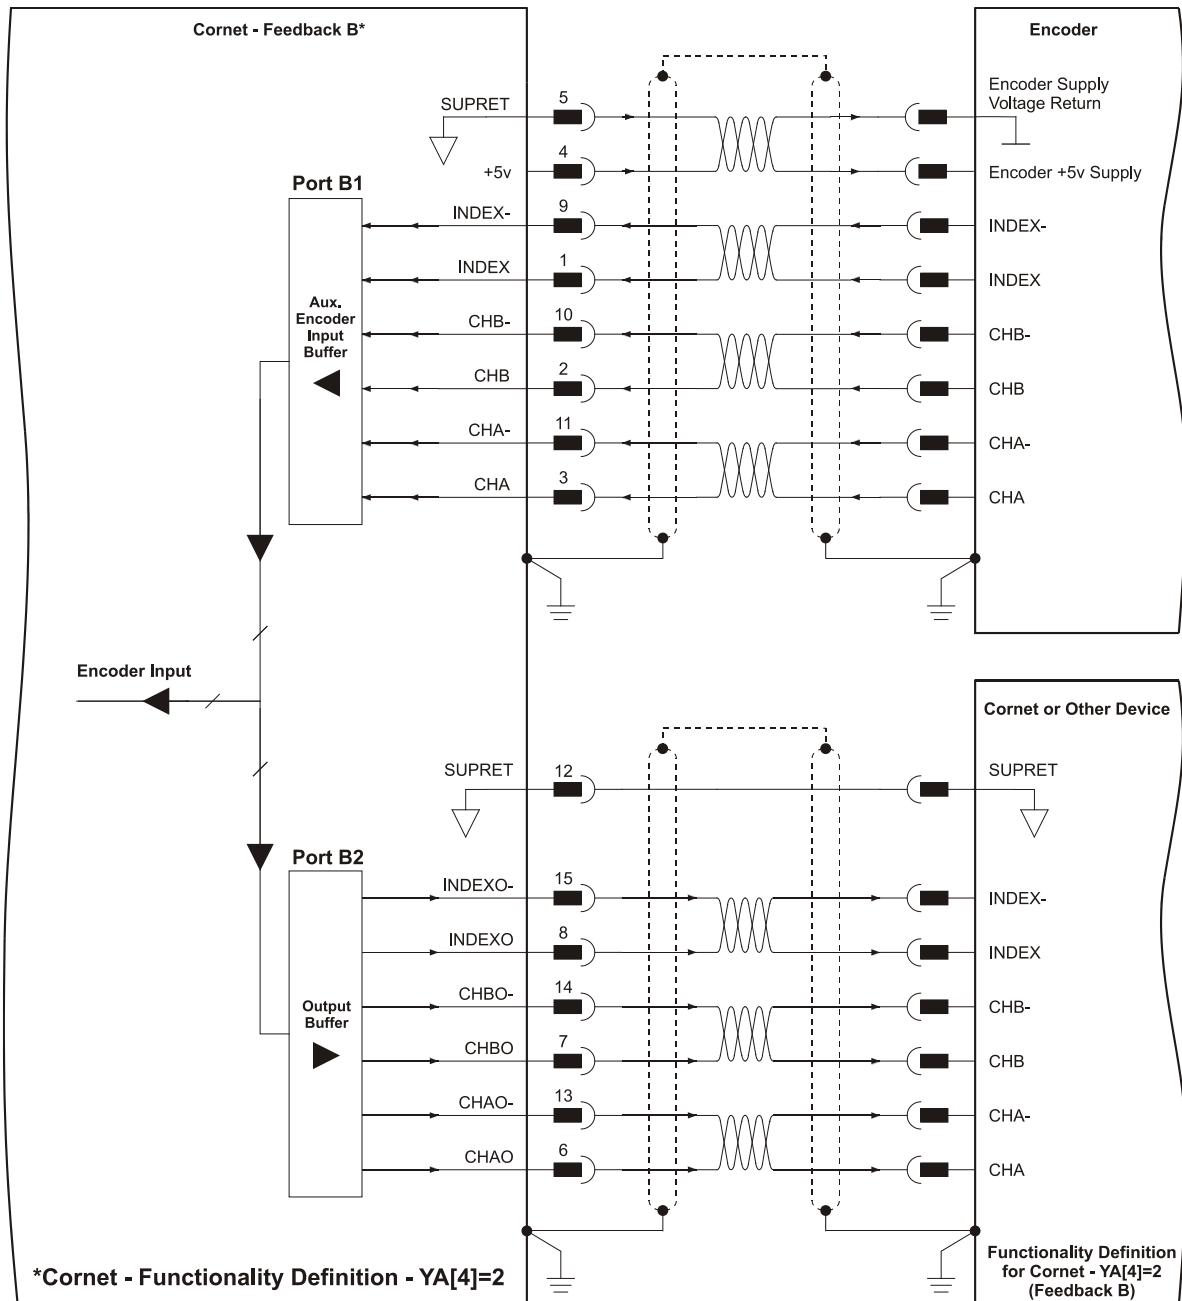 Cornet - Feedback B*
Encoder
SUPRET
5
Encoder Supply
Voltage Return
+5v
4
Encoder +5v Supply
Port B1
INDEX-
9
INDEX-
INDEX
1
INDEX
Aux.
Encoder
Input
Buffer
CHB-
10
CHB-
CHB
2
CHB
CHA-
11
CHA-
CHA
3
CHA
Encoder Input
Cornet or Other Device
SUPRET
12
SUPRET
Port B2
INDEXO-
15
INDEX-
INDEXO
8
INDEX
Output
Buffer
CHBO-
14
CHB-
CHBO
7
CHB
CHAO-
13
CHA-
CHAO
6
CHA
*Cornet - Functionality Definition - YA[4]=2
Functionality Definition
for Cornet - YA[4]=2
(Feedback B)